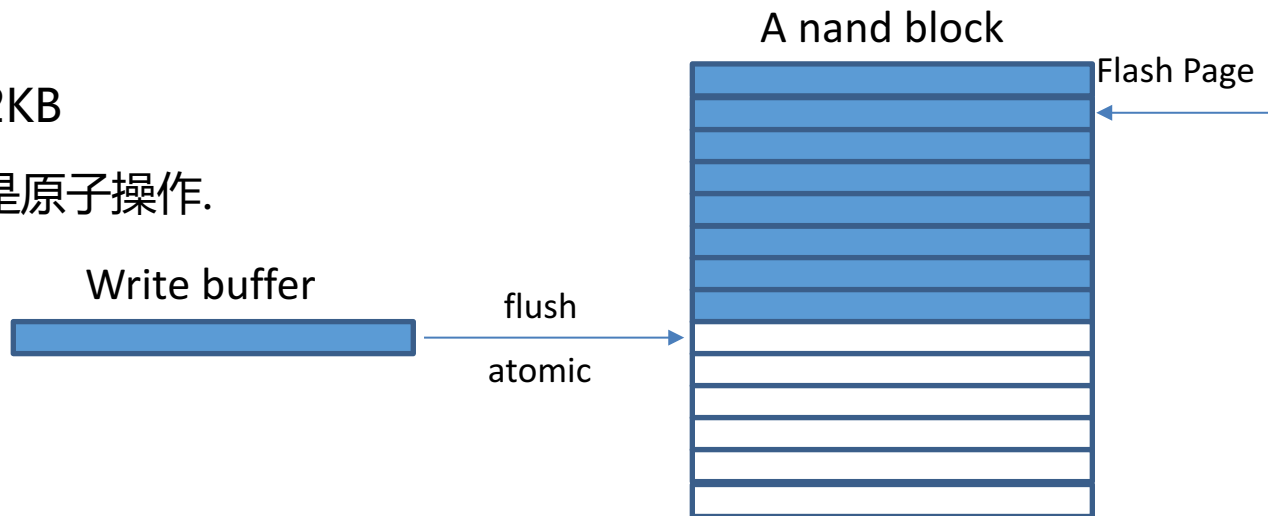 A nand block
Flash Page
2KB
是原子操作.
Write buffer
flush
atomic